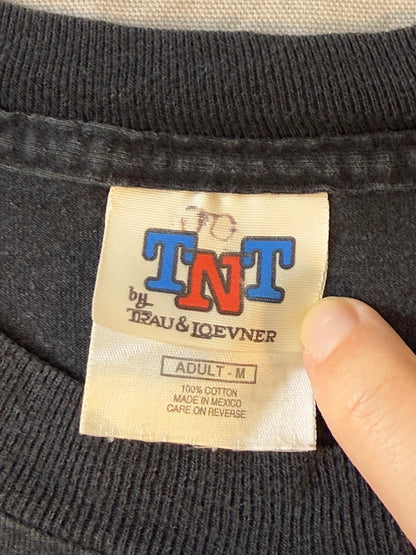 TNT
by
TRAU & LOEVNER
ADULT - M
100% COTTON
MADE IN MEXICO
CARE ON REVERSE